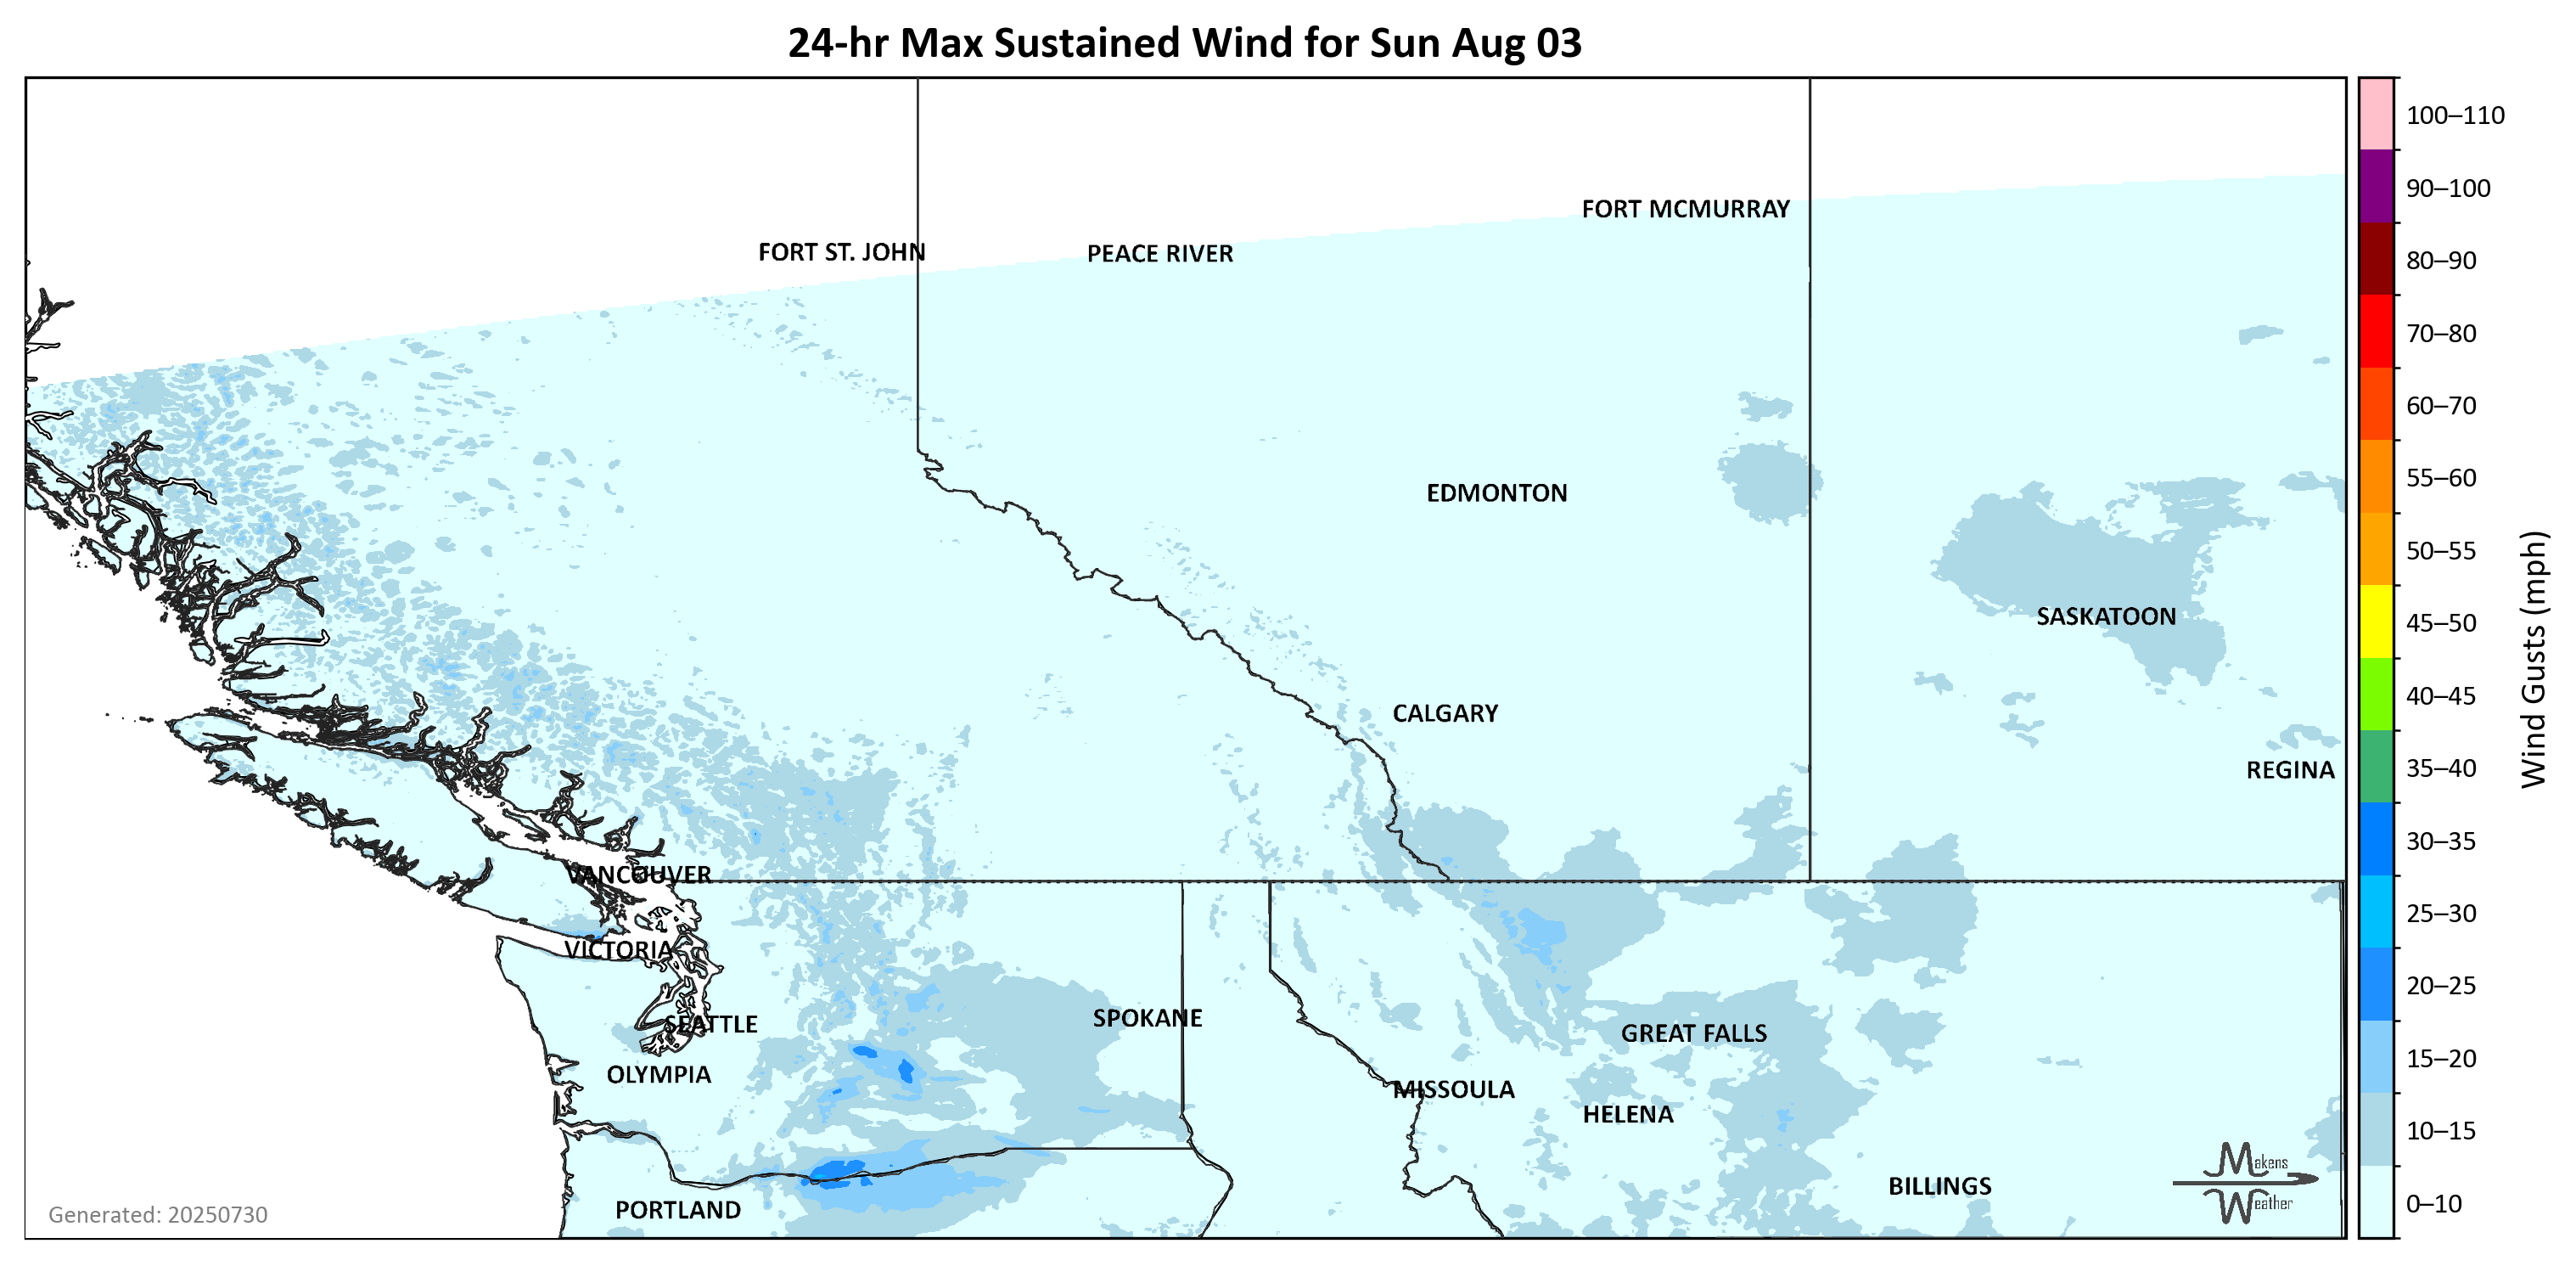 24-hr Max Sustained Wind for Sun Aug 03
FORT MCMURRAY
FORT ST. JOHN
PEACE RIVER
EDMONTON
SASKATOON
CALGARY
REGINA
VANCOUVER
VICTORIA
SEATTLE
SPOKANE
GREAT FALLS
OLYMPIA
MISSOULA
HELENA
BILLINGS
PORTLAND
Generated: 20250730
Makens
Weather
100–110
90–100
80–90
70–80
60–70
55–60
50–55
45–50
40–45
35–40
30–35
25–30
20–25
15–20
10–15
0–10
Wind Gusts (mph)